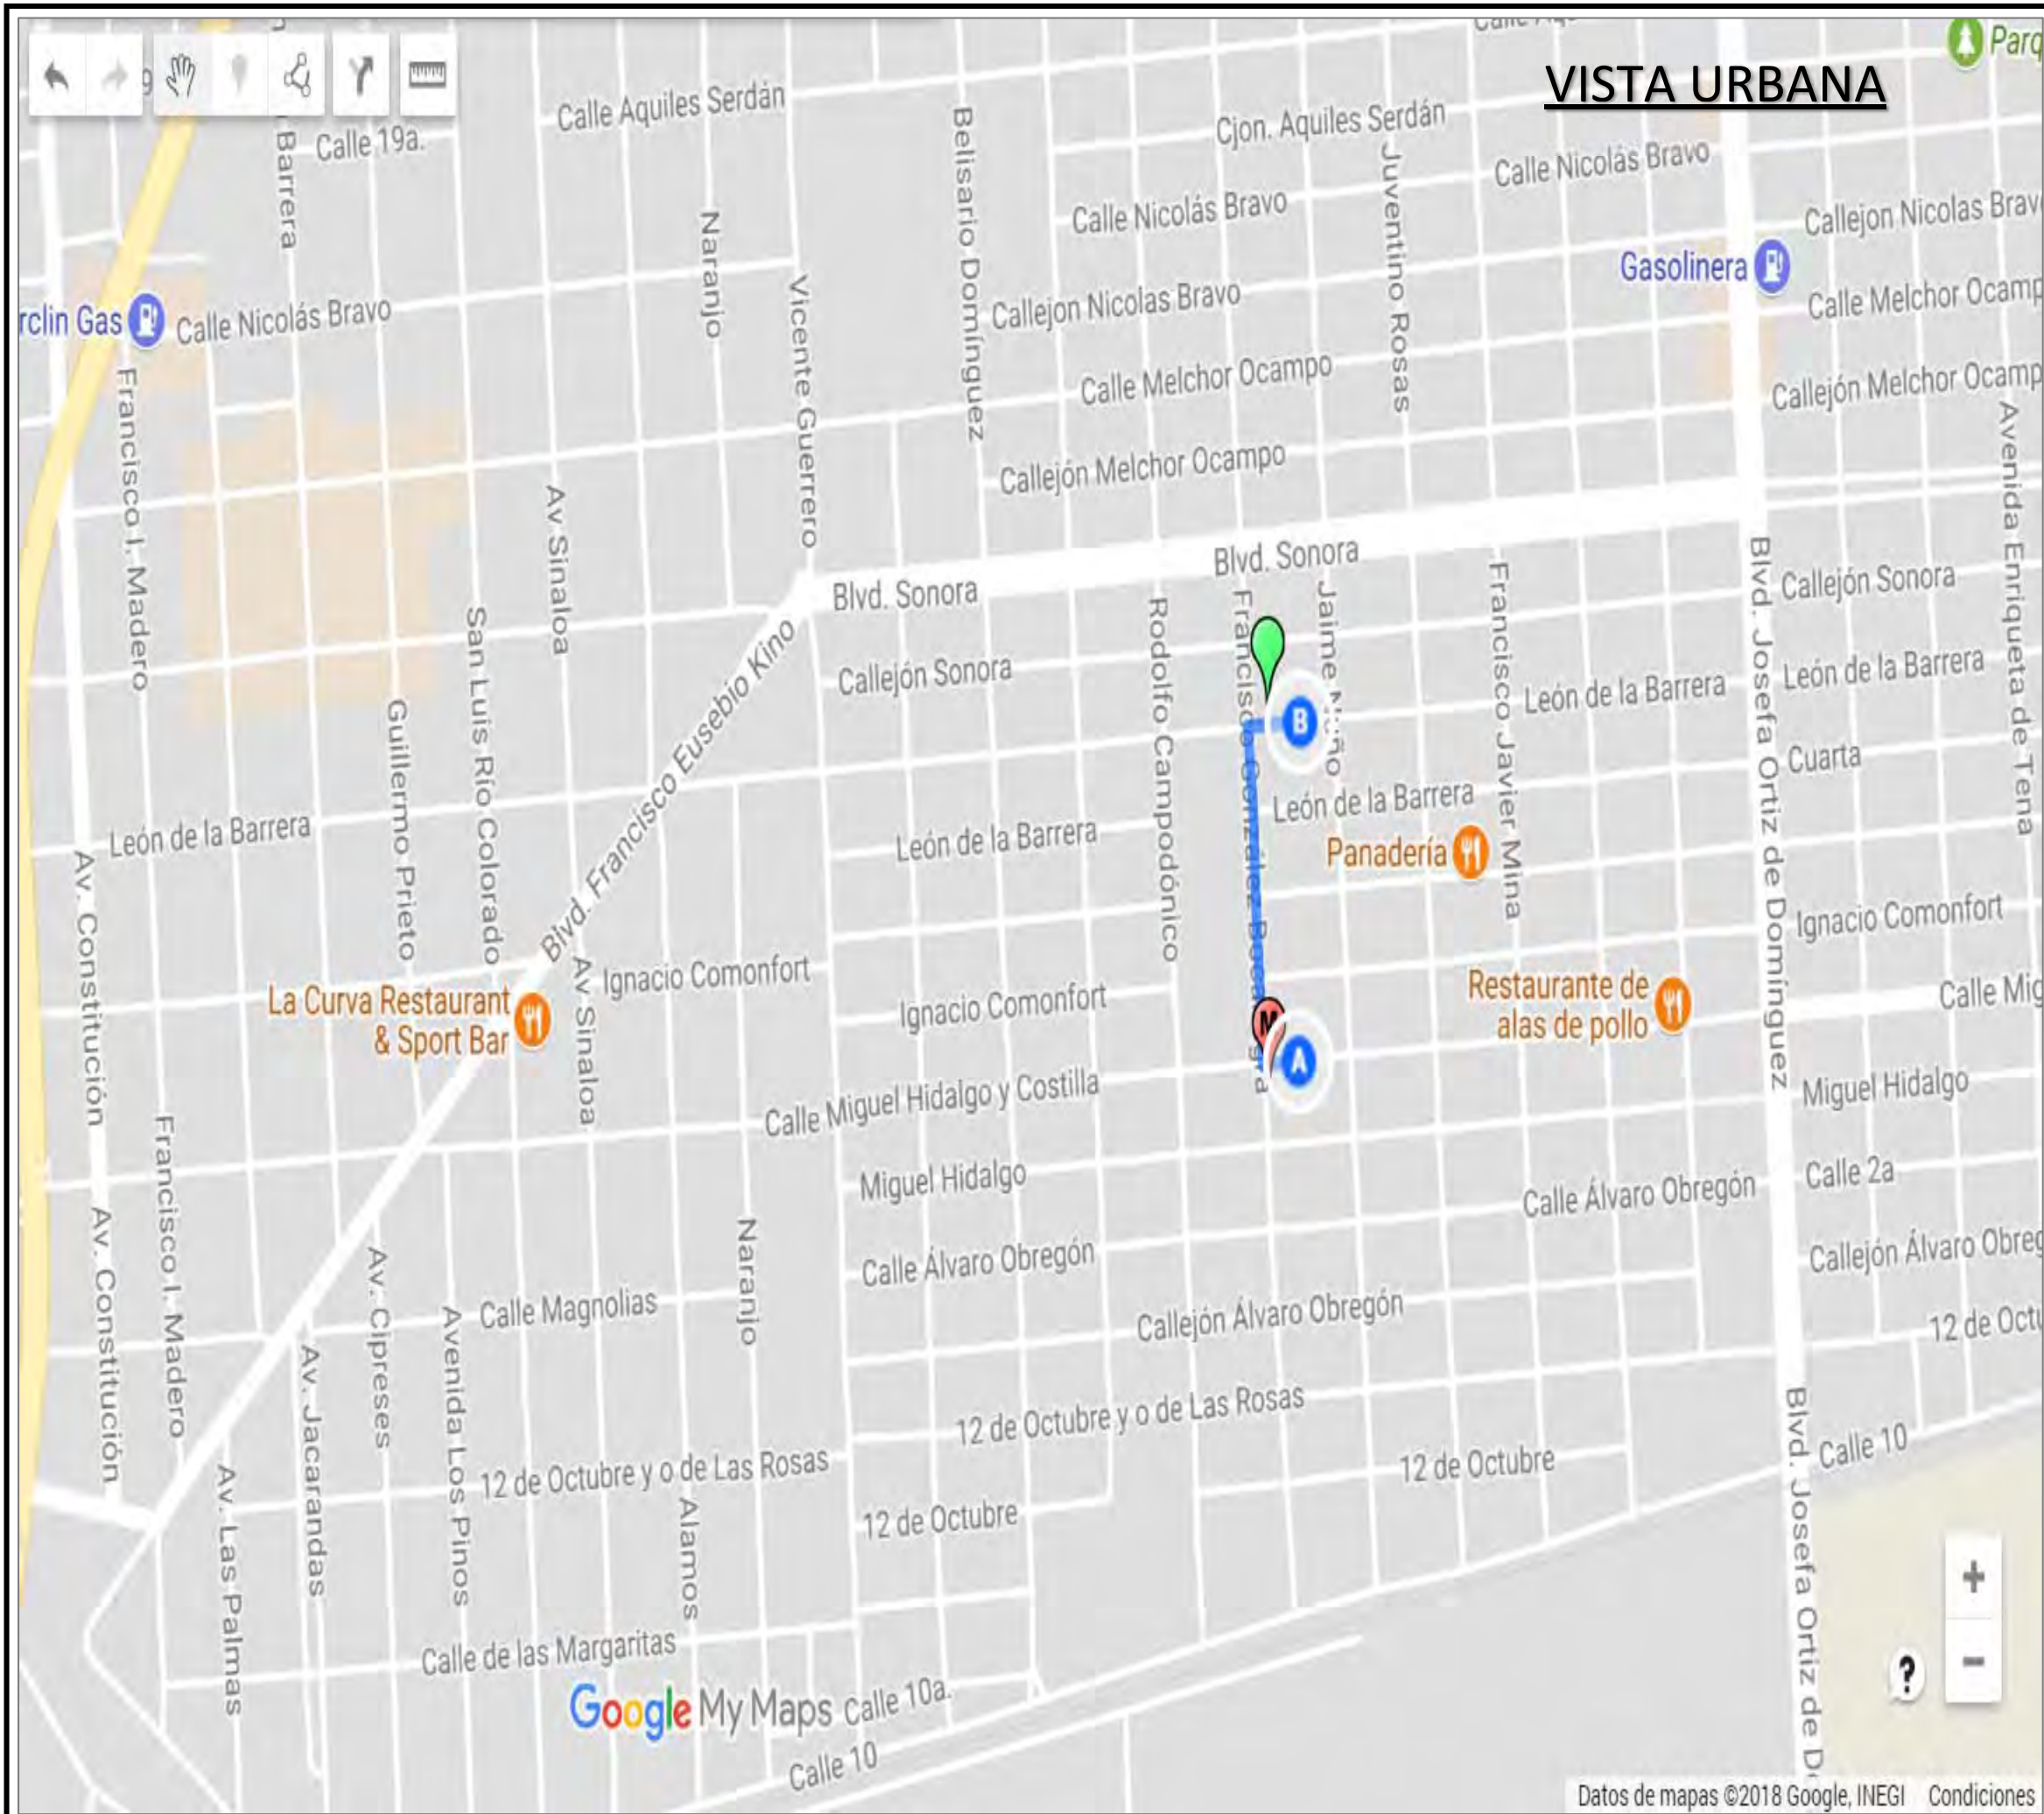 VISTA URBANA
Calle 19a.
Calle Aquiles Serdán
Cjon. Aquiles Serdán
Calle Nicolás Bravo
Barrera
Belisario Domínguez
Juventino Rosas
Calle Nicolás Bravo
Callejon Nicolas Brav
Naranjo
Vicente Guerrero
Gasolinera
Callejon Nicolas Bravo
Calle Melchor Ocamp
rclin Gas
Calle Nicolás Bravo
Calle Melchor Ocampo
Callejón Melchor Ocamp
Francisco I. Madero
Callejón Melchor Ocampo
Avenida Enriqueta de Tena
Av Sinaloa
Blvd. Sonora
Blvd. Sonora
Callejón Sonora
San Luis Río Colorado
Blvd. Francisco Eusebio Kino
Callejón Sonora
Rodolfo Campodónico
Jaime
Francisco Javier Mina
León de la Barrera
León de la Barrera
Blvd. Josefa Ortiz de Domínguez
B
Guillermo Prieto
Cuarta
León de la Barrera
León de la Barrera
León de la Barrera
Panadería
Av. Constitución
Ignacio Comonfort
Ignacio Comonfort
Ignacio Comonfort
La Curva Restaurant
& Sport Bar
Av Sinaloa
Restaurante de
alas de pollo
Calle Mig
M
A
Calle Miguel Hidalgo y Costilla
Miguel Hidalgo
Francisco I. Madero
Miguel Hidalgo
Calle 2a
Calle Álvaro Obregón
Av. Constitución
Av. Cipreses
Naranjo
Calle Álvaro Obregón
Callejón Álvaro Obreg
Calle Magnolias
Callejón Álvaro Obregón
12 de Octu
Avenida Los Pinos
Av. Jacarandas
12 de Octubre y o de Las Rosas
Blvd. Josefa Ortiz de D
Calle 10
12 de Octubre y o de Las Rosas
12 de Octubre
Av. Las Palmas
Alamos
12 de Octubre
+
Calle de las Margaritas
?
−
Google My Maps
Calle 10a.
Calle 10
Parq
Datos de mapas ©2018 Google, INEGI Condiciones